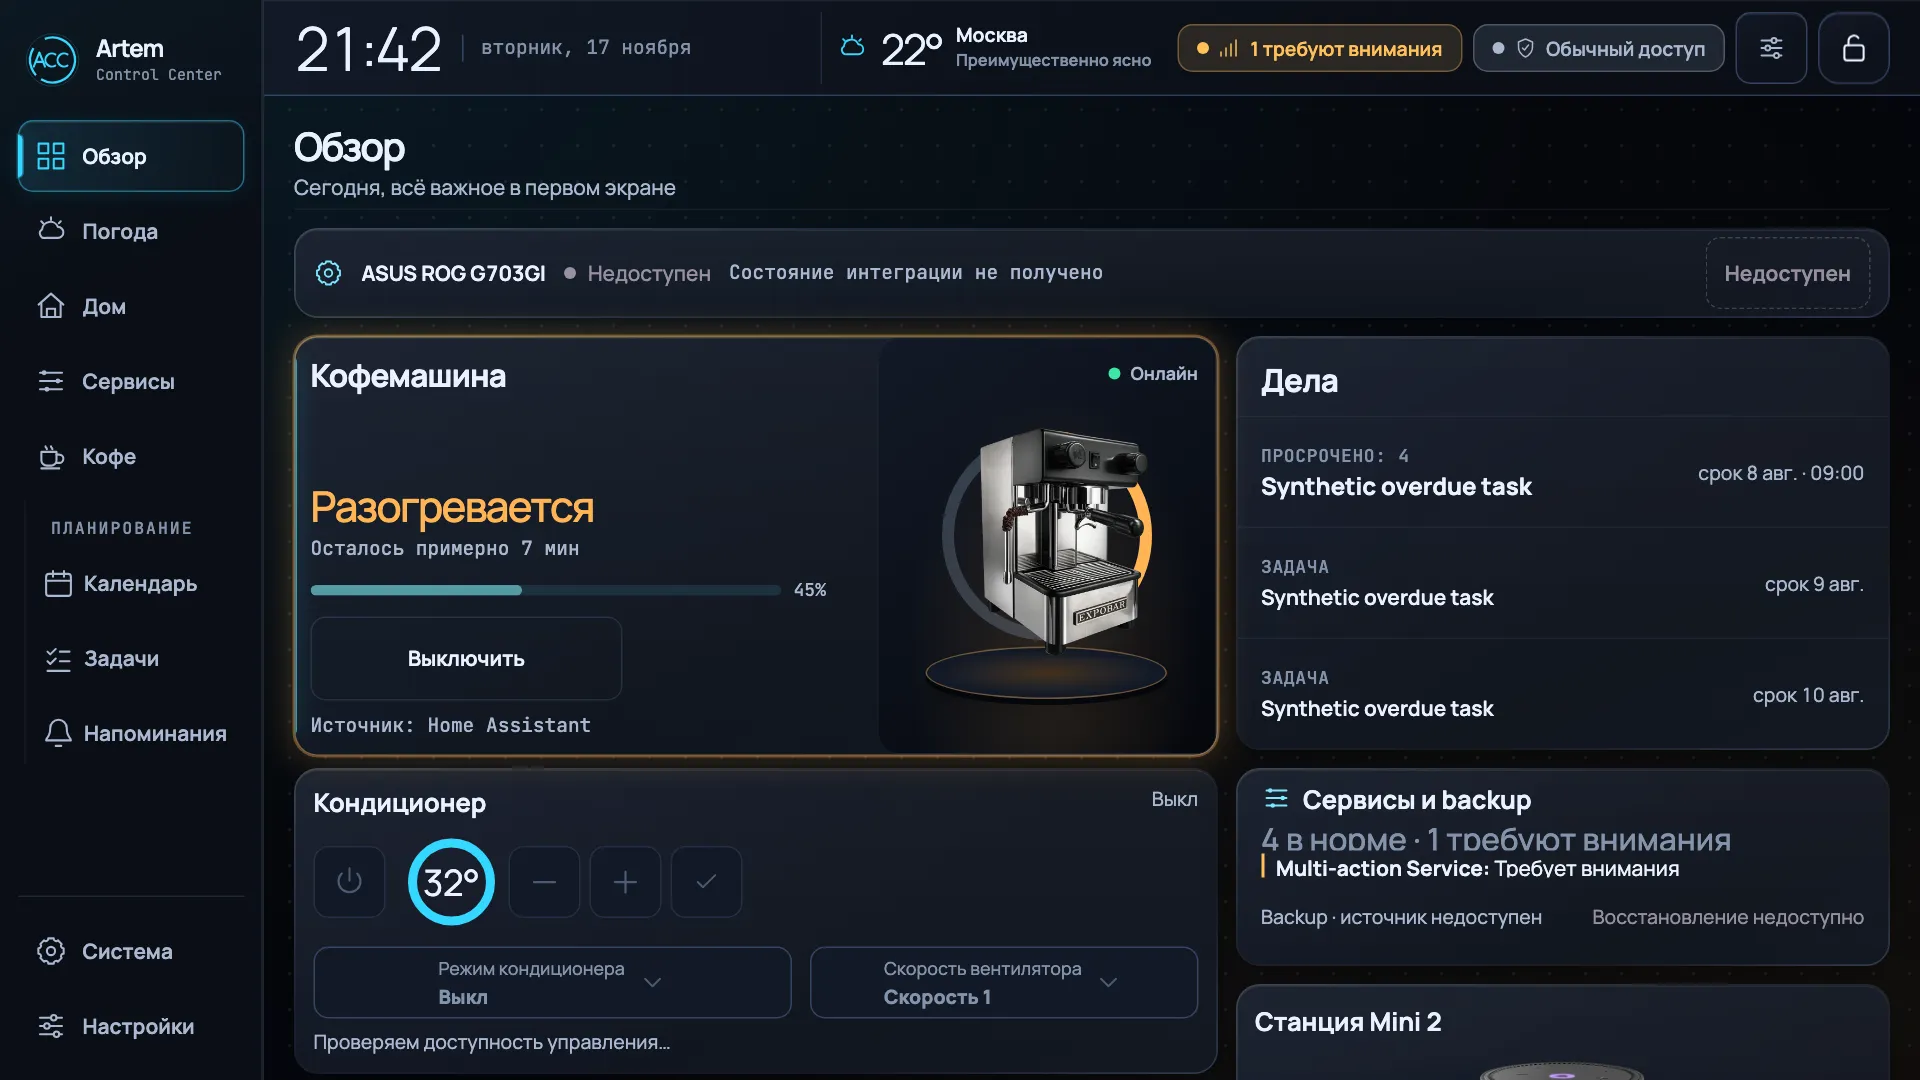 ACC
Artem
Control Center
Обзор
Погода
Дом
Сервисы
Кофе
ПЛАНИРОВАНИЕ
Календарь
Задачи
Напоминания
Система
Настройки
21:42
вторник, 17 ноября
22°
Москва
Преимущественно ясно
1 требуют внимания
Обычный доступ
Обзор
Сегодня, всё важное в первом экране
ASUS ROG G703GI
Недоступен
Состояние интеграции не получено
Недоступен
Кофемашина
Онлайн
Разогревается
Осталось примерно 7 мин
45%
Выключить
Источник: Home Assistant
EXPOBAR
Дела
ПРОСРОЧЕНО: 4
Synthetic overdue task
срок 8 авг. · 09:00
ЗАДАЧА
Synthetic overdue task
срок 9 авг.
ЗАДАЧА
Synthetic overdue task
срок 10 авг.
Кондиционер
Выкл
32°
Режим кондиционера
Выкл
Скорость вентилятора
Скорость 1
Проверяем доступность управления…
Сервисы и backup
4 в норме · 1 требуют внимания
Multi-action Service: Требует внимания
Backup · источник недоступен
Восстановление недоступно
Станция Mini 2